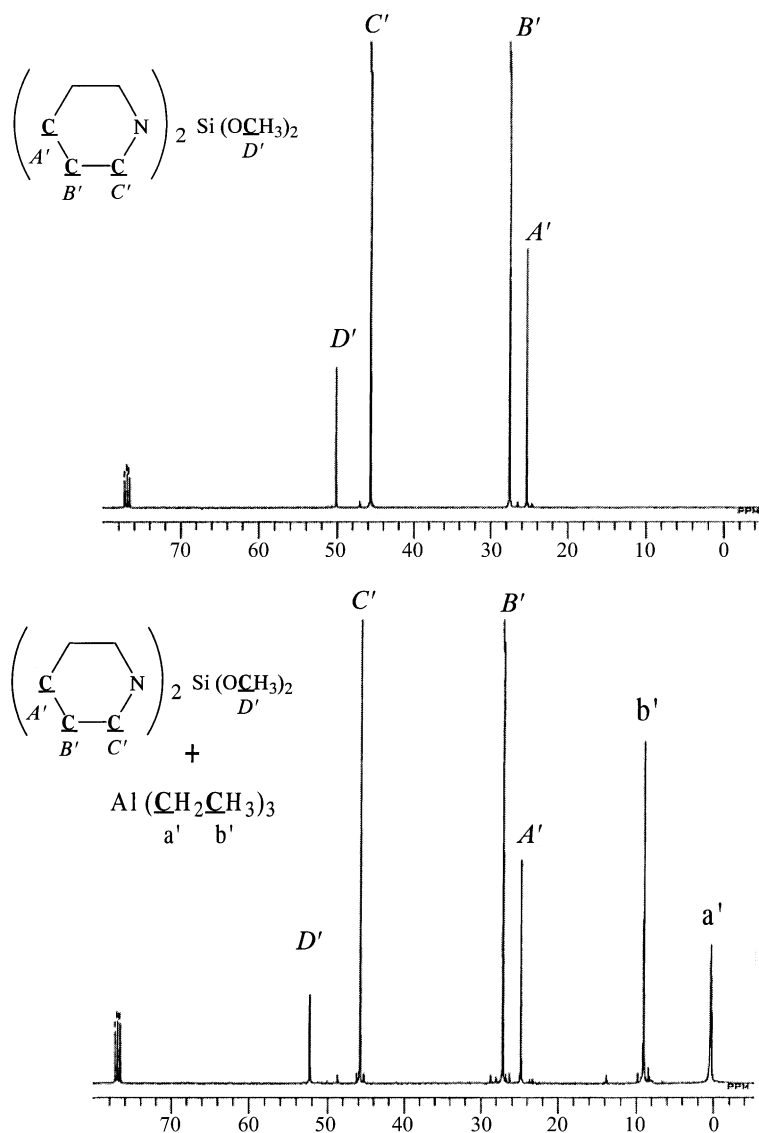 C' B'
C N
2 Si (OCH₃)₂
A' C C D'
B' C'
A'
D'
PPM
70 60 50 40 30 20 10 0
C' B'
C N
2 Si (OCH₃)₂
A' C C D'
B' C'
b'
+
Al (CH₂CH₃)₃
a' b'
A'
a'
D'
PPM
70 60 50 40 30 20 10 0